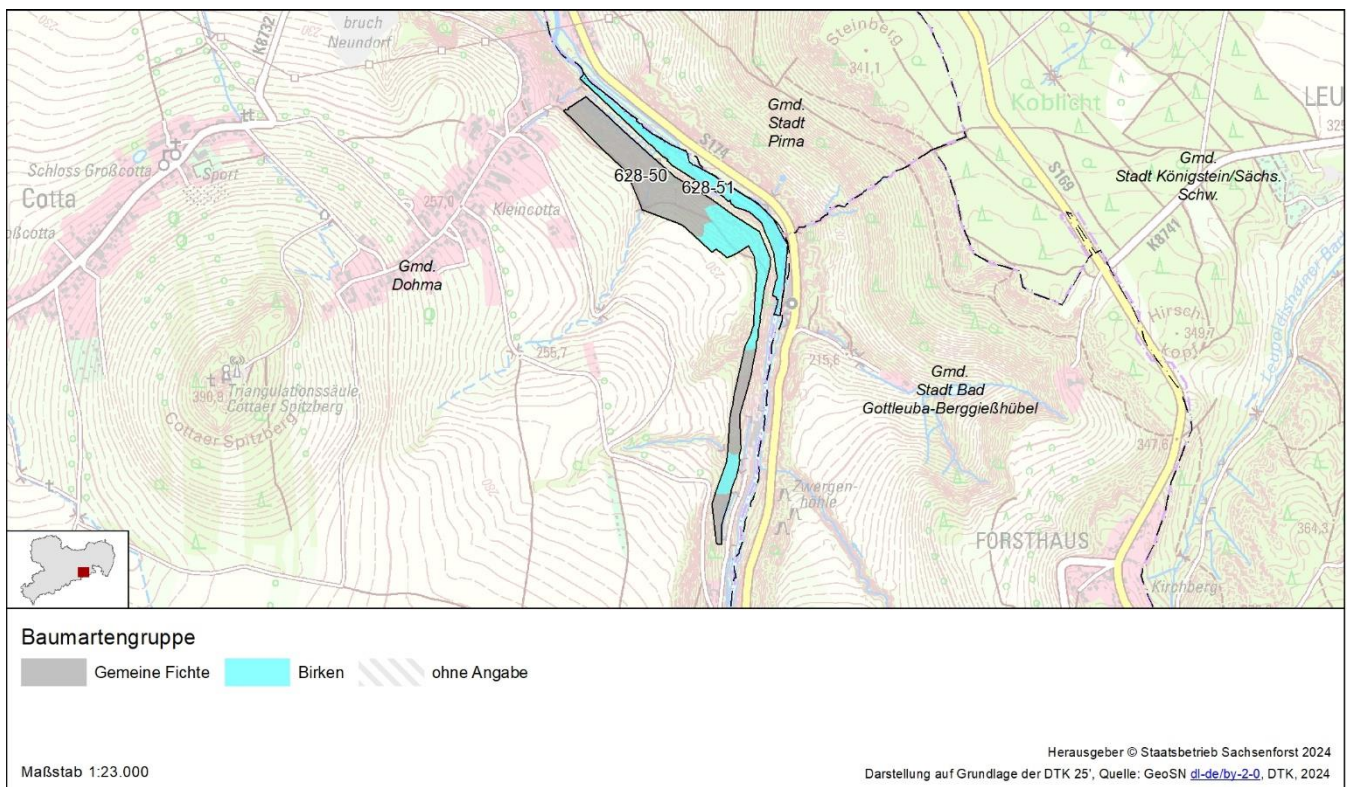 bruch
Neundorf
K8732
Steinberg
341,1
Koblicht
LEU
325
Gmd.
Stadt
Pirna
S174
S169
Gmd.
Stadt Königstein/Sächs.
Schw.
K8741
Schloss Großcotta
Sport
Cotta
257,0
Kleincotta
628-50
628-51
Gmd.
Dohma
230
255,7
215,8
Hirsch-
kopf
349,7
Gmd.
Stadt Bad
Gottleuba-Berggießhübel
Triangulationssäule
Cottaer Spitzberg
390,8
Cottaer Spitzberg
347,6
Zwergen-
höhle
364,3
FORSTHAUS
Kirchberg
Baumartengruppe
Gemeine Fichte Birken ohne Angabe
Herausgeber © Staatsbetrieb Sachsenforst 2024
Maßstab 1:23.000
Darstellung auf Grundlage der DTK 25', Quelle: GeoSN dl-de/by-2-0, DTK, 2024